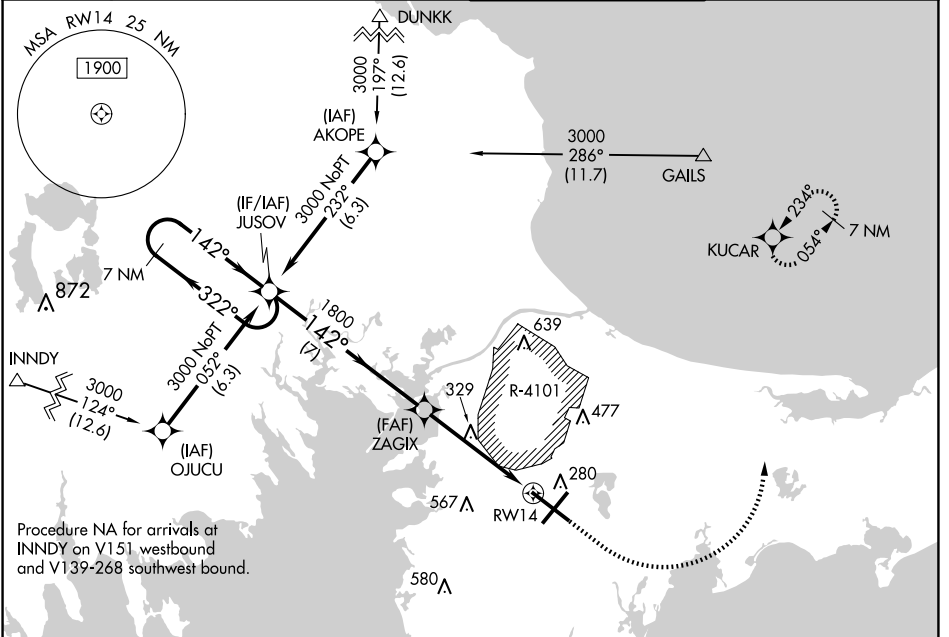 MSA RW14 25 NM
1900
DUNKK
3000
197°
(12.6)
(IAF)
AKOPE
3000
286°
(11.7)
GAILS
3000 NoPT
232°
(6.3)
(IF/IAF)
JUSOV
234°
054°
7 NM
KUCAR
142°
7 NM
322°
872
1800
142°
(7)
639
R-4101
329
477
INNDY
3000
124°
(12.6)
3000 NoPT
052°
(6.3)
(IAF)
OJUCU
(FAF)
ZAGIX
280
567
RW14
Procedure NA for arrivals at
INNDY on V151 westbound
and V139-268 southwest bound.
580